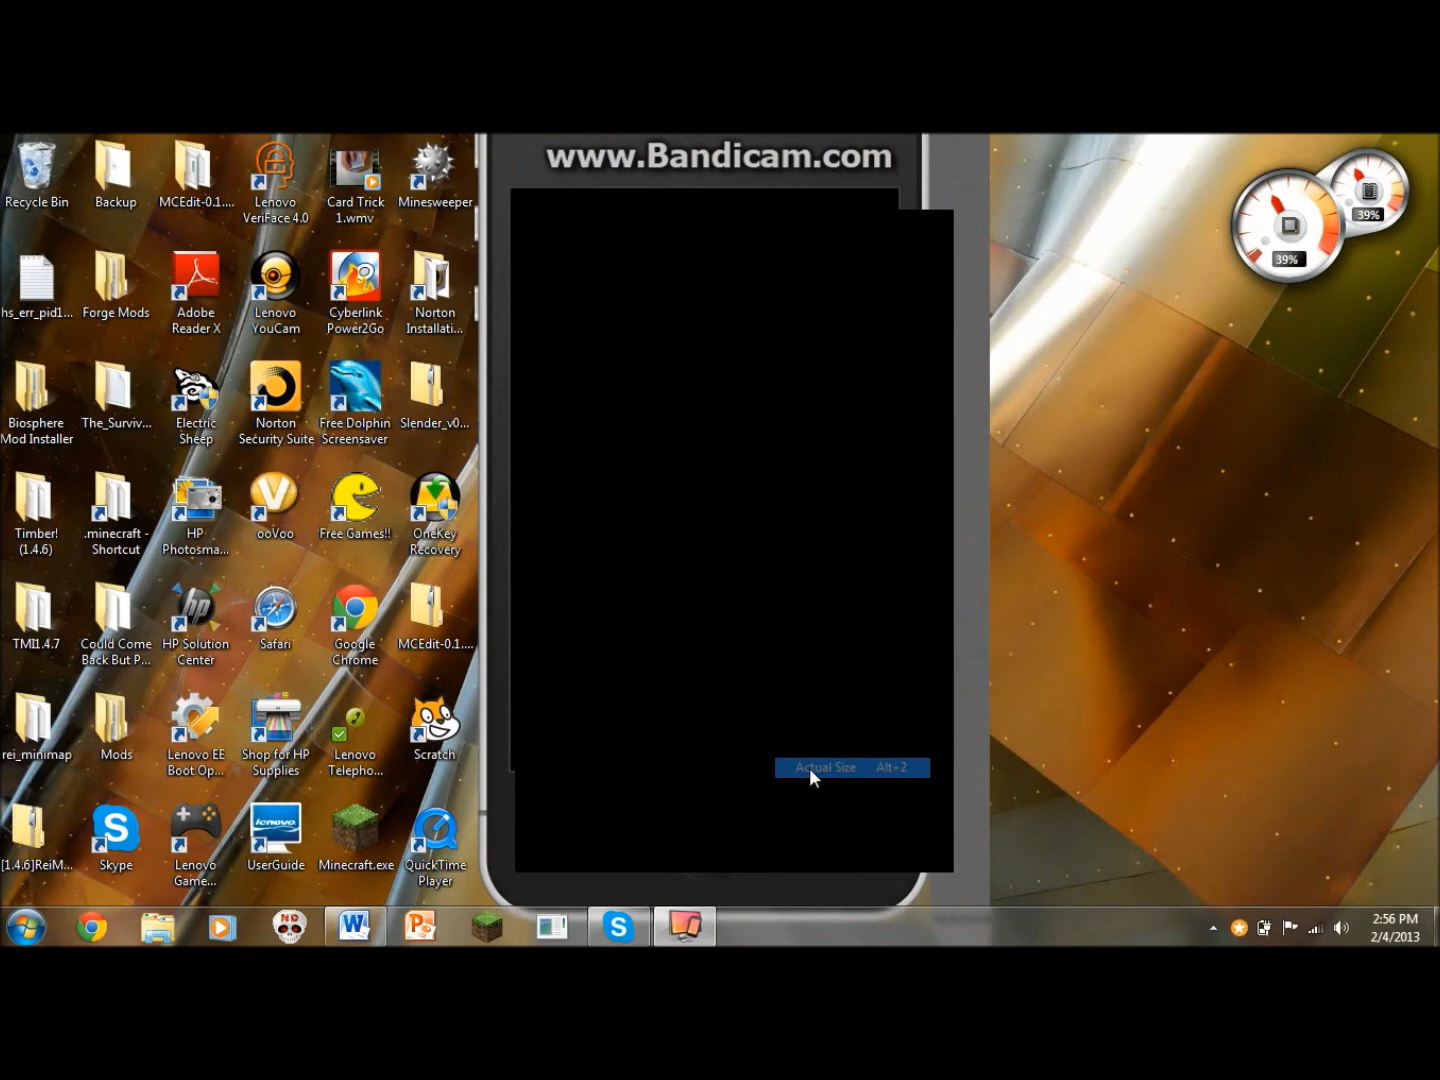 www.Bandicam.com
Recycle Bin
Backup
MCEdit-0.1....
Lenovo
VeriFace 4.0
Card Trick
1.wmv
Minesweeper
39%
39%
hs_err_pid1...
Forge Mods
Adobe
Reader X
Lenovo
YouCam
Cyberlink
Power2Go
Norton
Installati...
Biosphere
Mod Installer
The_Surviv...
Electric
Sheep
Norton
Security Suite
Free Dolphin
Screensaver
Slender_v0...
Timber!
(1.4.6)
.minecraft -
Shortcut
HP
Photosma...
ooVoo
Free Games!!
OneKey
Recovery
TMI1.4.7
Could Come
Back But P...
HP Solution
Center
Safari
Google
Chrome
MCEdit-0.1....
rei_minimap
Mods
Lenovo EE
Boot Op...
Shop for HP
Supplies
Lenovo
Telepho...
Scratch
Actual Size Alt+2
[1.4.6]ReiM...
Skype
Lenovo
Game...
lenovo
UserGuide
Minecraft.exe
QuickTime
Player
2:56 PM
2/4/2013